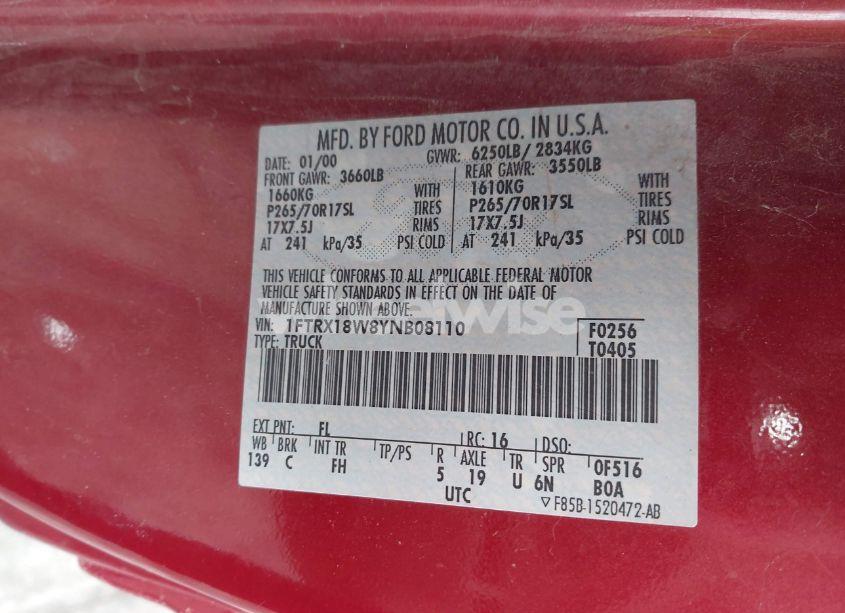 MFD. BY FORD MOTOR CO. IN U.S.A.
DATE: 01/00 GVWR: 6250LB/ 2834KG
FRONT GAWR: 3660LB REAR GAWR: 3550LB
1660KG WITH 1610KG WITH
P265/70R17SL TIRES P265/70R17SL TIRES
17X7.5J RIMS 17X7.5J RIMS
AT 241 kPa/35 PSI COLD AT 241 kPa/35 PSI COLD
THIS VEHICLE CONFORMS TO ALL APPLICABLE FEDERAL MOTOR
VEHICLE SAFETY STANDARDS IN EFFECT ON THE DATE OF
MANUFACTURE SHOWN ABOVE.
VIN: 1FTRX18W8YNB08110 F0256
TYPE: TRUCK T0405
EXT PNT: FL RC: 16 DSO:
WB BRK INT TR TP/PS R AXLE TR SPR 0F516
139 C FH 5 19 U 6N B0A
UTC ▽F85B-1520472-AB